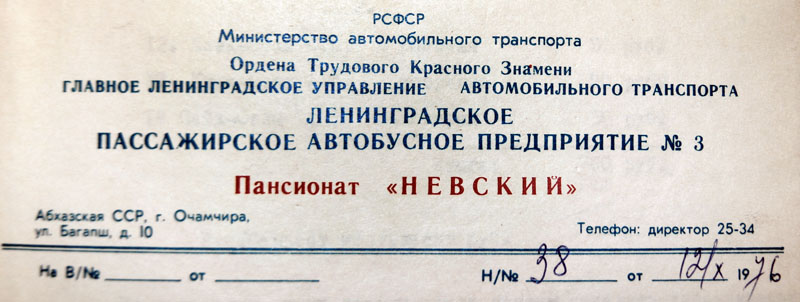 РСФСР
Министерство автомобильного транспорта
Ордена Трудового Красного Знамени
ГЛАВНОЕ ЛЕНИНГРАДСКОЕ УПРАВЛЕНИЕ АВТОМОБИЛЬНОГО ТРАНСПОРТА
ЛЕНИНГРАДСКОЕ
ПАССАЖИРСКОЕ АВТОБУСНОЕ ПРЕДПРИЯТИЕ № 3
Пансионат «НЕВСКИЙ»
Абхазская ССР, г. Очамчира,
ул. Багапш, д. 10
Телефон: директор 25-34
На В/№ от Н/№ 38 от 12/X 1976